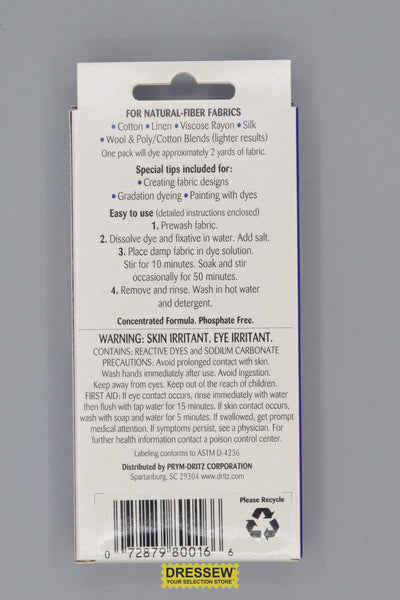 FOR NATURAL-FIBER FABRICS
• Cotton • Linen • Viscose Rayon • Silk
• Wool & Poly/Cotton Blends (lighter results)
One pack will dye approximately 2 yards of fabric.
Special tips included for:
• Creating fabric designs
• Gradation dyeing • Painting with dyes
Easy to use (detailed instructions enclosed)
1. Prewash fabric.
2. Dissolve dye and fixative in water. Add salt.
3. Place damp fabric in dye solution.
Stir for 10 minutes. Soak and stir
occasionally for 50 minutes.
4. Remove and rinse. Wash in hot water
and detergent.
Concentrated Formula. Phosphate Free.
WARNING: SKIN IRRITANT. EYE IRRITANT.
CONTAINS: REACTIVE DYES and SODIUM CARBONATE
PRECAUTIONS: Avoid prolonged contact with skin.
Wash hands immediately after use. Avoid ingestion.
Keep away from eyes. Keep out of the reach of children.
FIRST AID: If eye contact occurs, rinse immediately with water
then flush with tap water for 15 minutes. If skin contact occurs,
wash with soap and water for 5 minutes. If swallowed, get prompt
medical attention. If symptoms persist, see a physician. For
further health information contact a poison control center.
Labeling conforms to ASTM D-4236
Distributed by PRYM-DRITZ CORPORATION
Spartanburg, SC 29304 www.dritz.com
Please Recycle
0 72879 80016 6
DRESSEW
YOUR SELECTION STORE